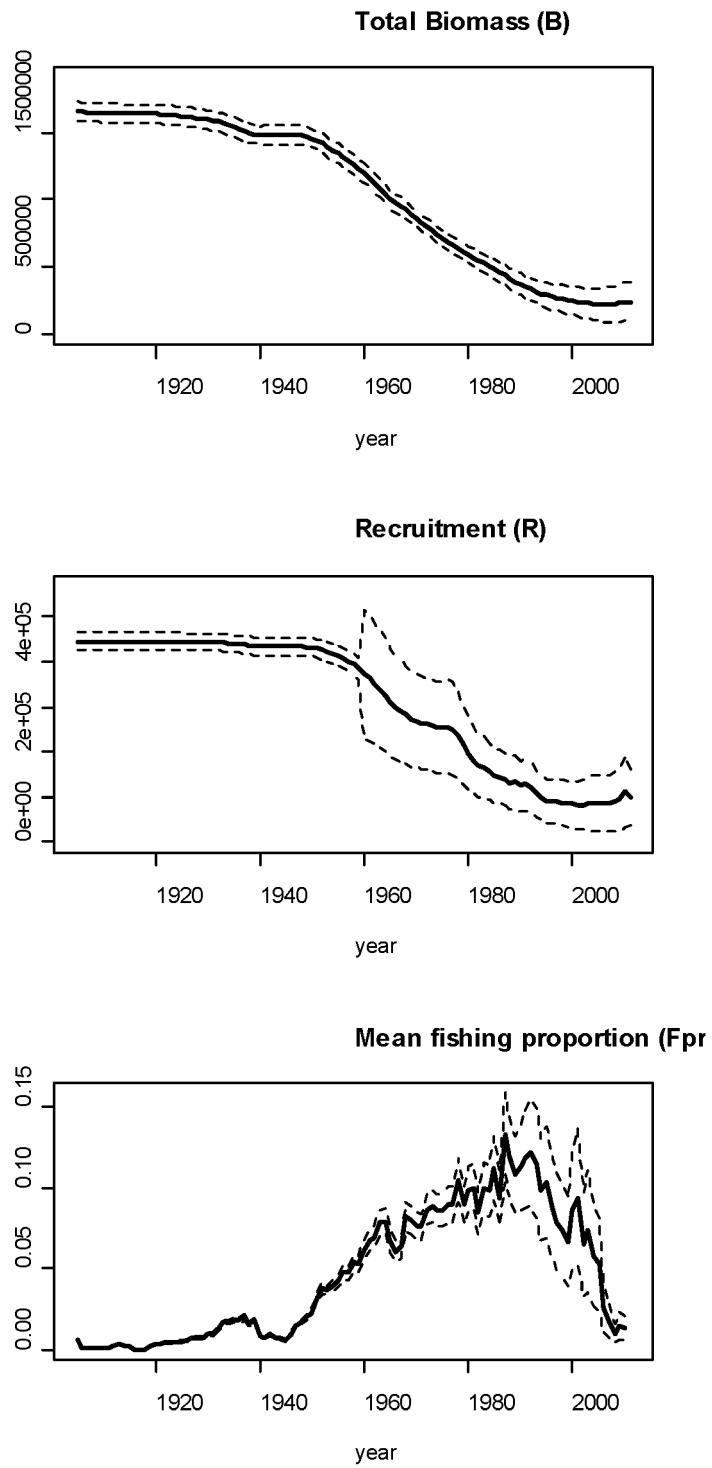 Total Biomass (B)
1500000
500000
0
1920 1940 1960 1980 2000
year
Recruitment (R)
4e+05
2e+05
0e+00
1920 1940 1960 1980 2000
year
Mean fishing proportion (Fpr
0.15
0.10
0.05
0.00
1920 1940 1960 1980 2000
year